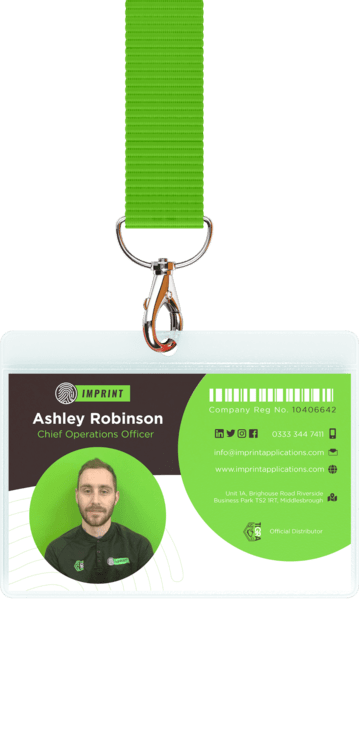 IMPRINT
Ashley Robinson
Chief Operations Officer
Company Reg No. 10406642
0333 344 7411
info@imprintapplications.com
www.imprintapplications.com
Unit 1A, Brighouse Road Riverside
Business Park TS2 1RT, Middlesbrough
Official Distributor